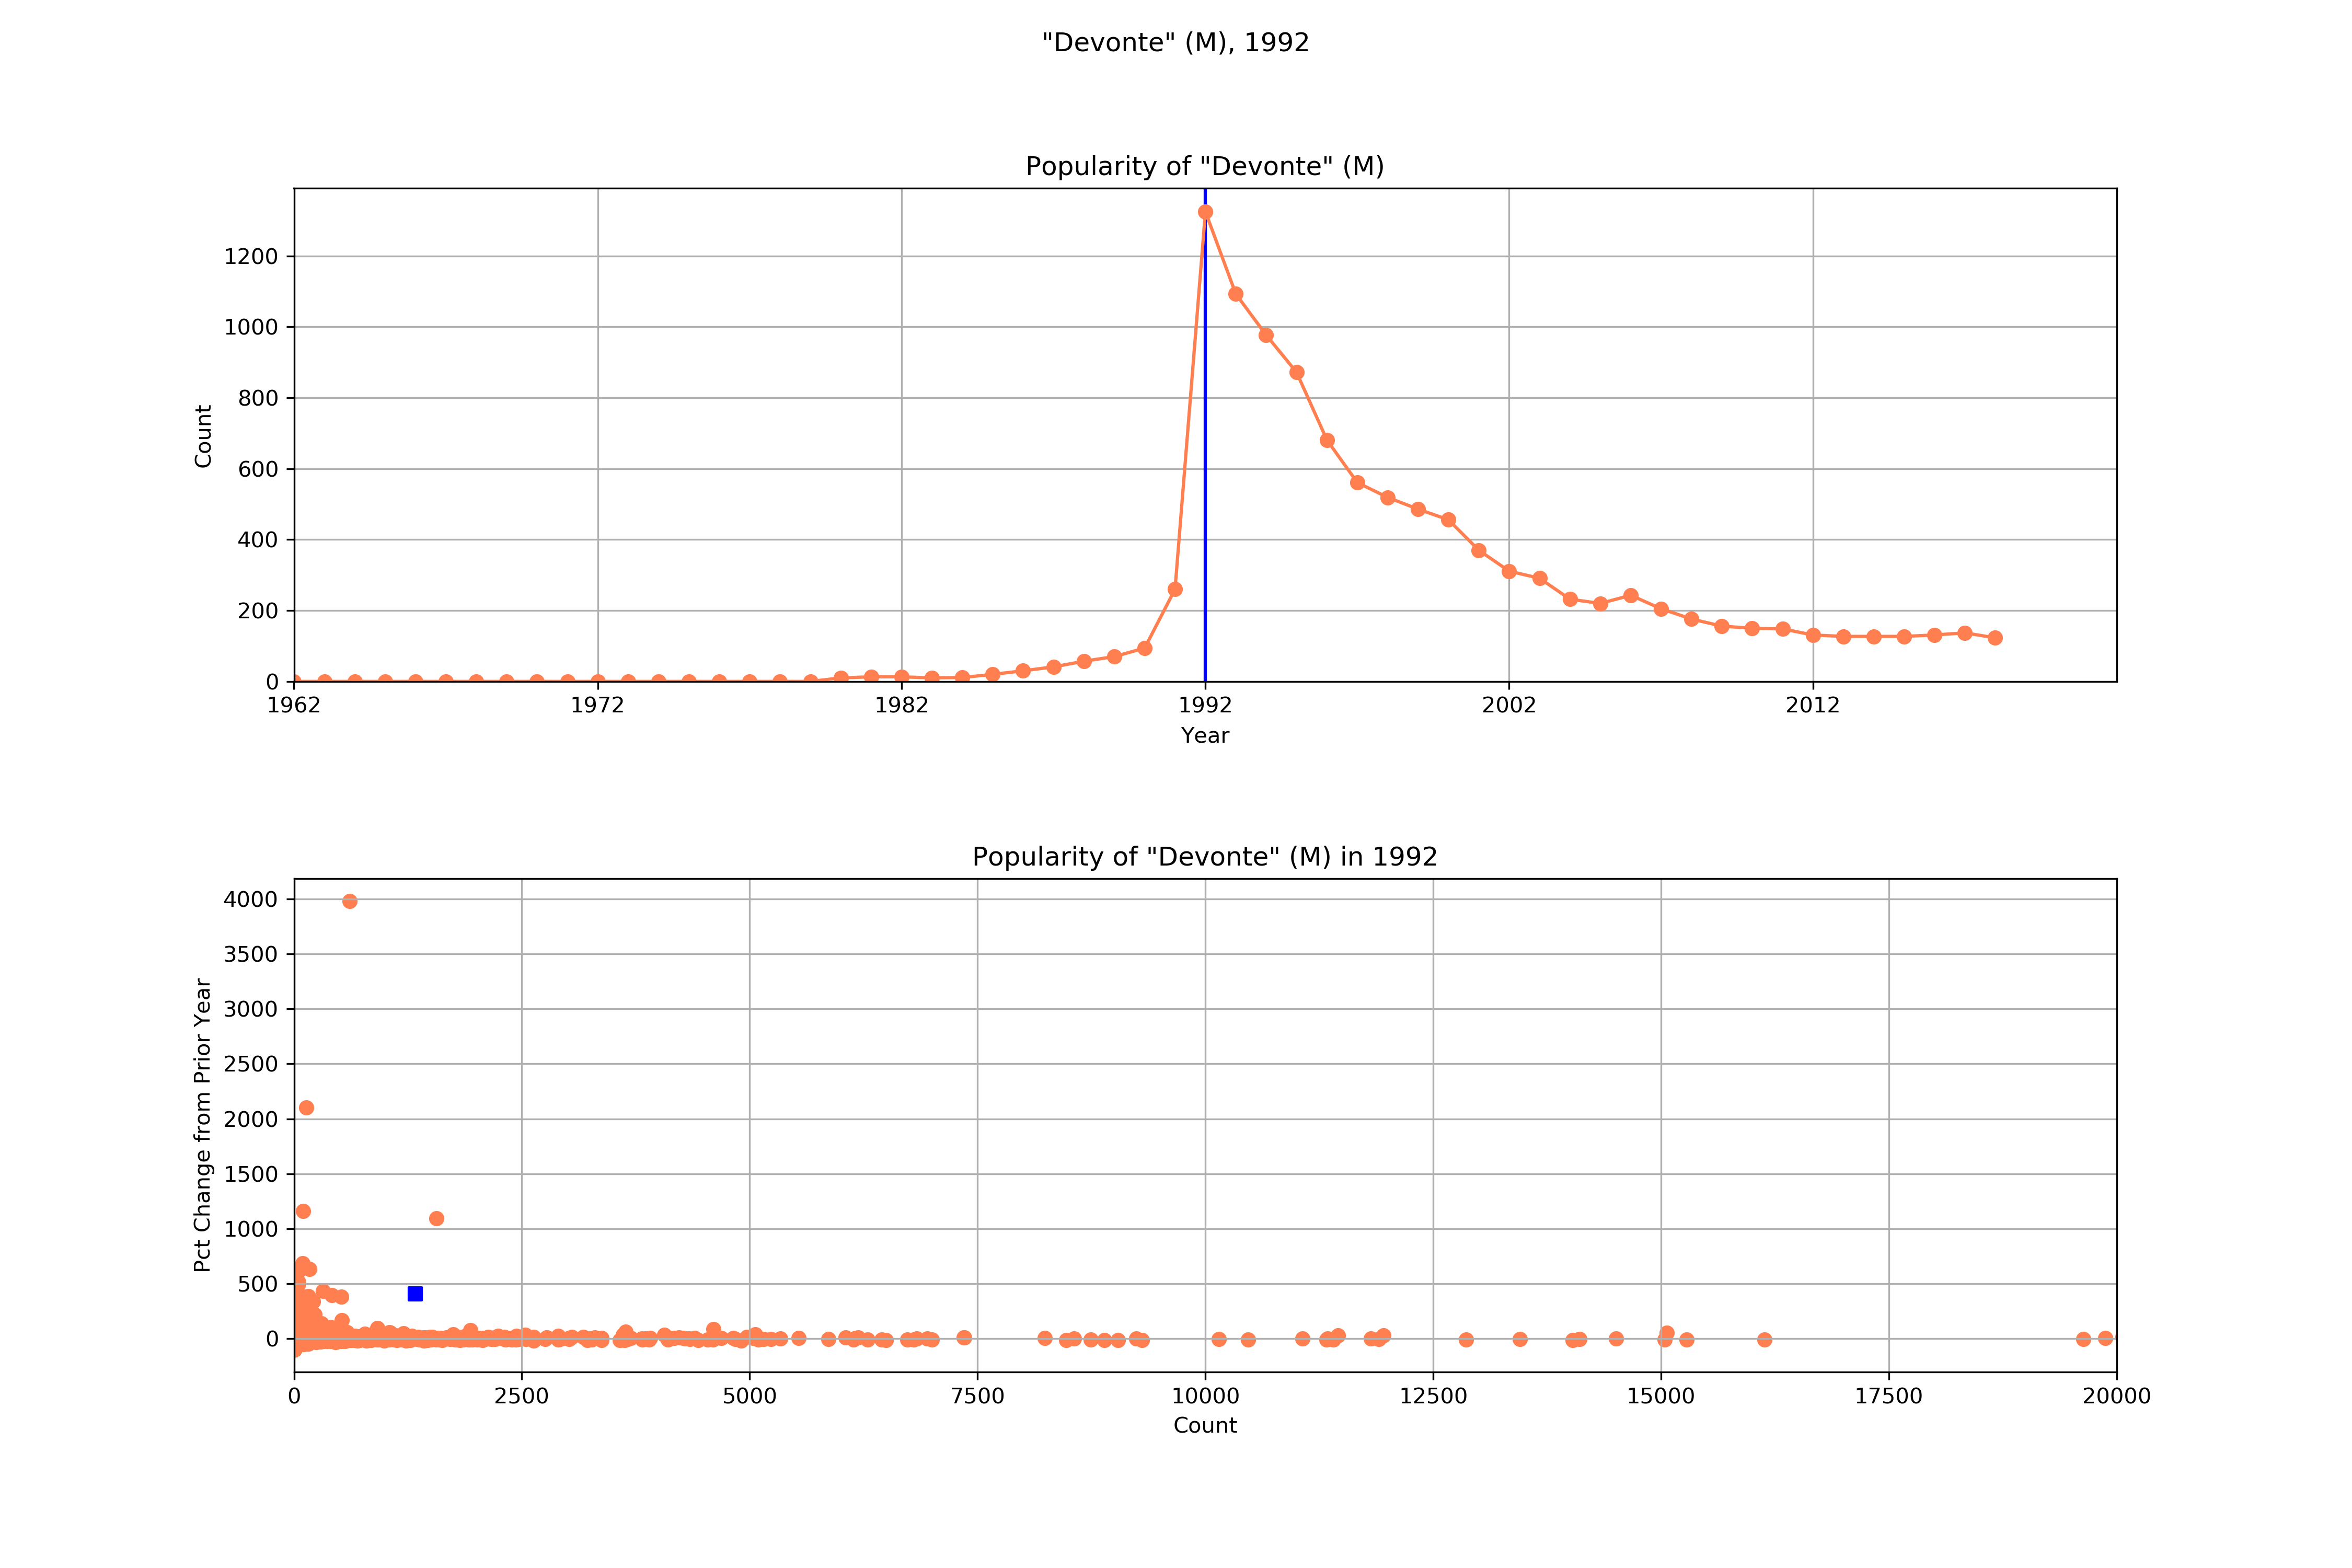 "Devonte" (M), 1992
Popularity of "Devonte" (M)
1200
1000
800
600
400
200
0
Count
1962 1972 1982 1992 2002 2012
Year
Popularity of "Devonte" (M) in 1992
4000
3500
3000
2500
2000
1500
1000
500
0
Pct Change from Prior Year
0 2500 5000 7500 10000 12500 15000 17500 20000
Count